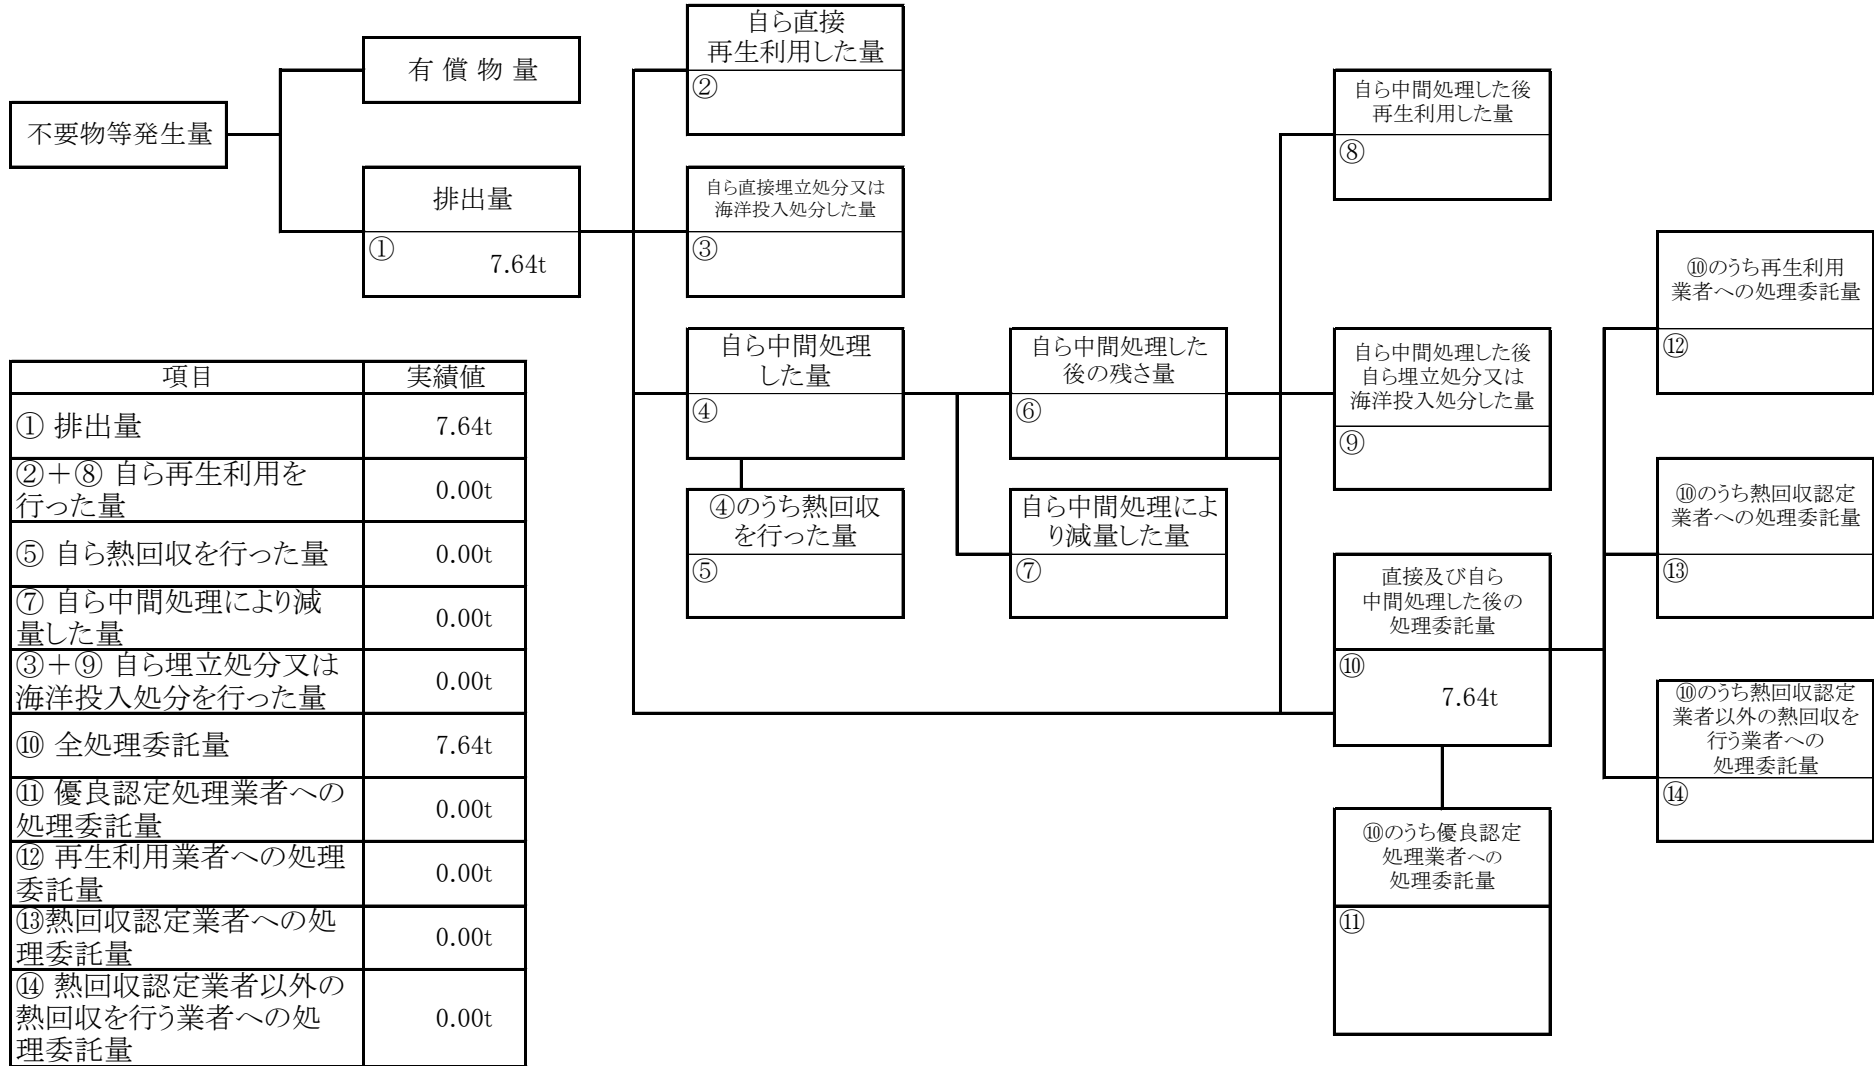 不要物等発生量
有 償 物 量
排出量
①
7.64t
自ら直接
再生利用した量
②
自ら直接埋立処分又は
海洋投入処分した量
③
自ら中間処理
した量
④
④のうち熱回収
を行った量
⑤
自ら中間処理した
後の残さ量
⑥
自ら中間処理によ
り減量した量
⑦
自ら中間処理した後
再生利用した量
⑧
自ら中間処理した後
自ら埋立処分又は
海洋投入処分した量
⑨
直接及び自ら
中間処理した後の
処理委託量
⑩
7.64t
⑩のうち優良認定
処理業者への
処理委託量
⑪
⑩のうち再生利用
業者への処理委託量
⑫
⑩のうち熱回収認定
業者への処理委託量
⑬
⑩のうち熱回収認定
業者以外の熱回収を
行う業者への
処理委託量
⑭
項目 実績値
① 排出量 7.64t
②＋⑧ 自ら再生利用を
行った量 0.00t
⑤ 自ら熱回収を行った量 0.00t
⑦ 自ら中間処理により減
量した量 0.00t
③＋⑨ 自ら埋立処分又は
海洋投入処分を行った量 0.00t
⑩ 全処理委託量 7.64t
⑪ 優良認定処理業者への
処理委託量 0.00t
⑫ 再生利用業者への処理
委託量 0.00t
⑬熱回収認定業者への処
理委託量 0.00t
⑭ 熱回収認定業者以外の
熱回収を行う業者への処
理委託量 0.00t